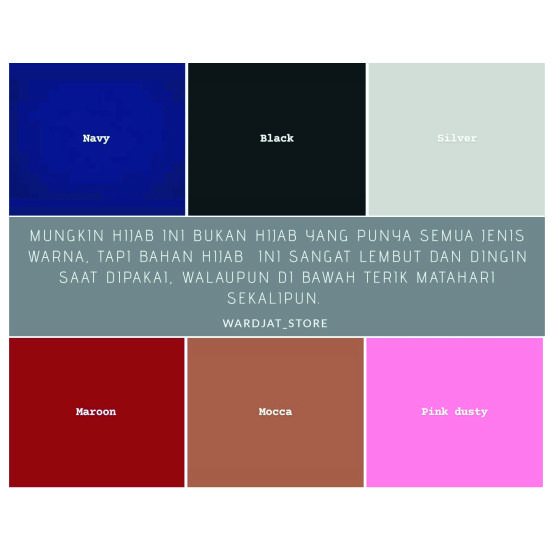 Navy
Black
Silver
MUNGKIN HIJAB INI BUKAN HIJAB YANG PUNYA SEMUA JENIS
WARNA, TAPI BAHAN HIJAB INI SANGAT LEMBUT DAN DINGIN
SAAT DIPAKAI, WALAUPUN DI BAWAH TERIK MATAHARI
SEKALIPUN.
WARDJAT_STORE
Maroon
Mocca
Pink dusty